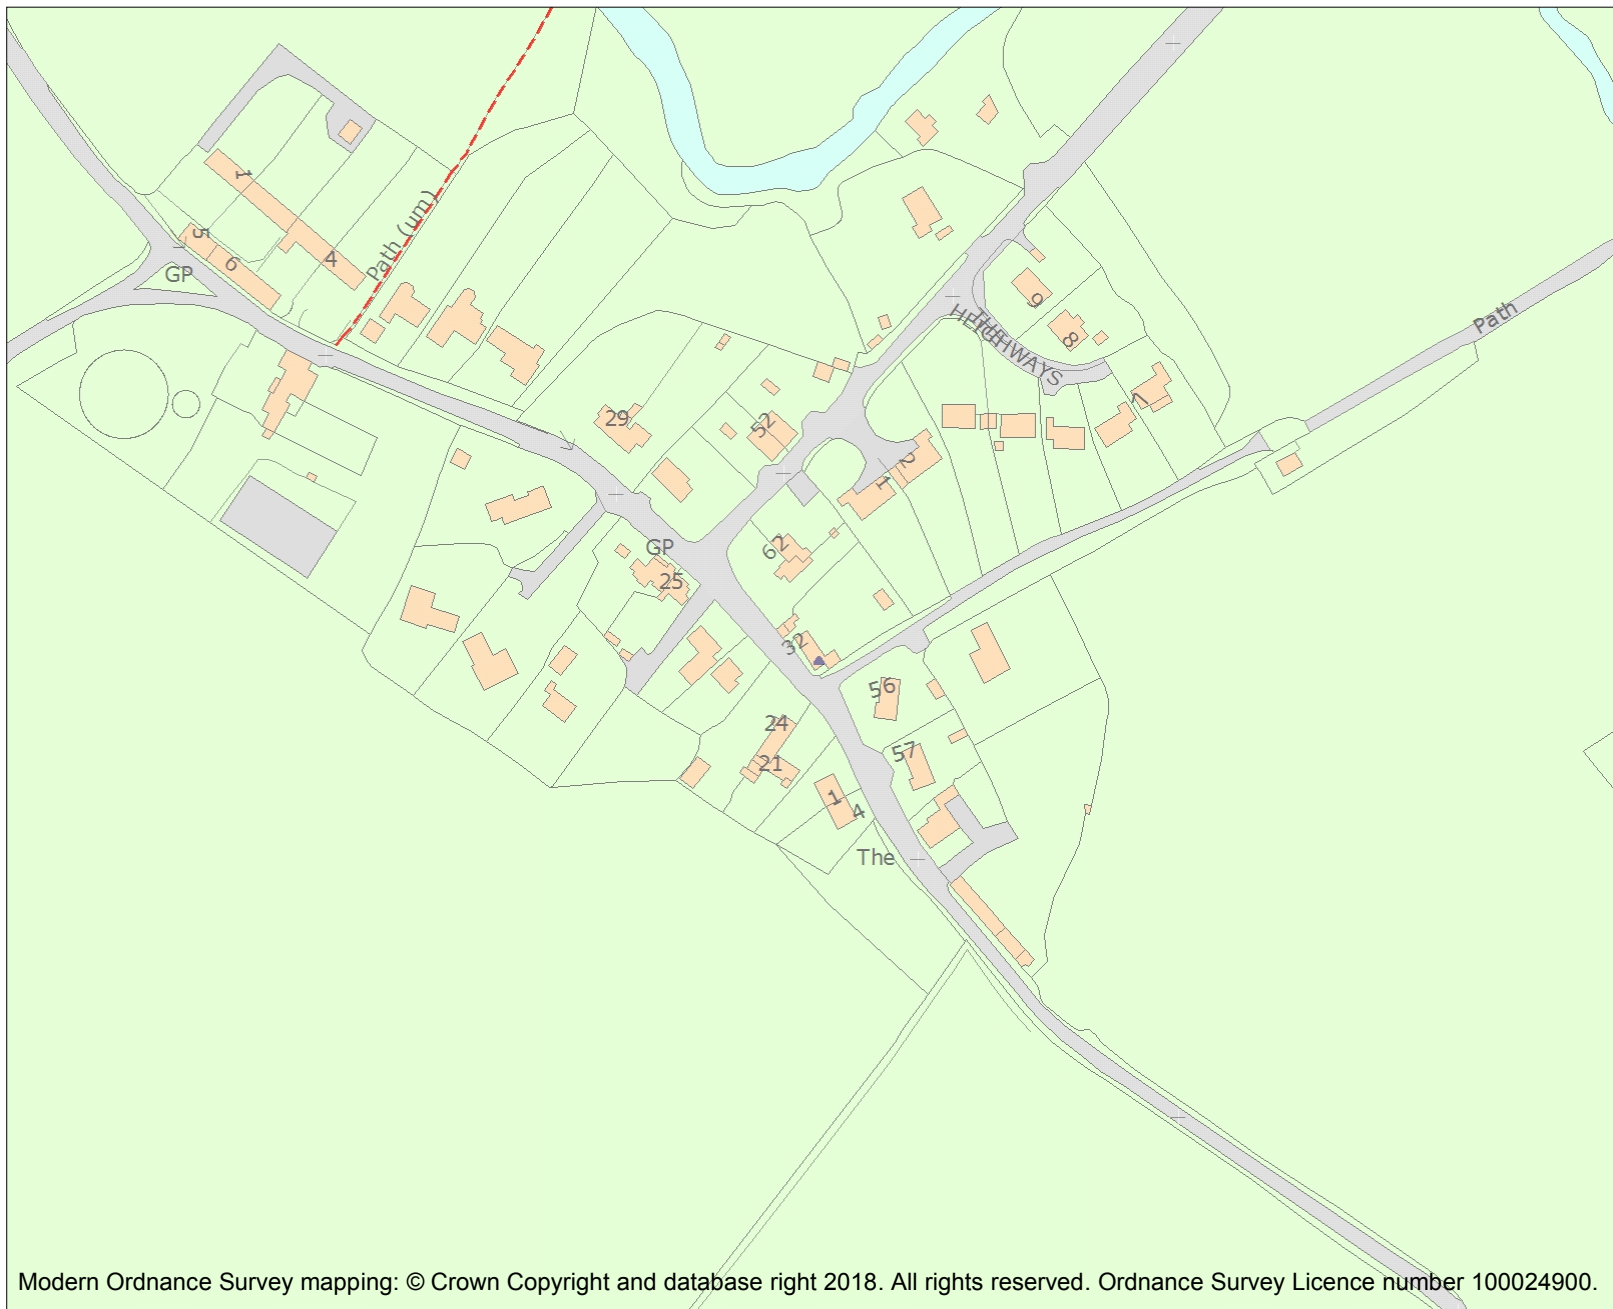 1
5
6
4
GP
Path (um)
9
8
HIGHWAYS
Path
29
52
7
2
1
GP
25
62
32
56
24
57
21
1
4
The
Modern Ordnance Survey mapping: © Crown Copyright and database right 2018. All rights reserved. Ordnance Survey Licence number 100024900.